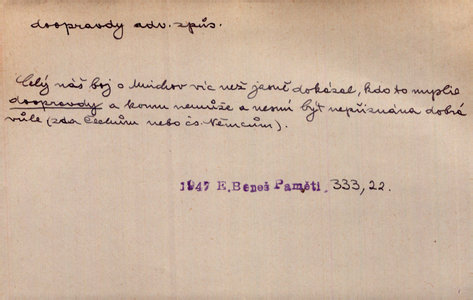 doopravdy adv. způs.
Celý náš boj o Mnichov víc než jasně dokázal, kdo to myslil
doopravdy a komu nemůže a nesmí být nepřiznána dobrá
vůle (zda Čechům nebo čs. Němcům).
1947 E. Beneš Paměti, 333,22.